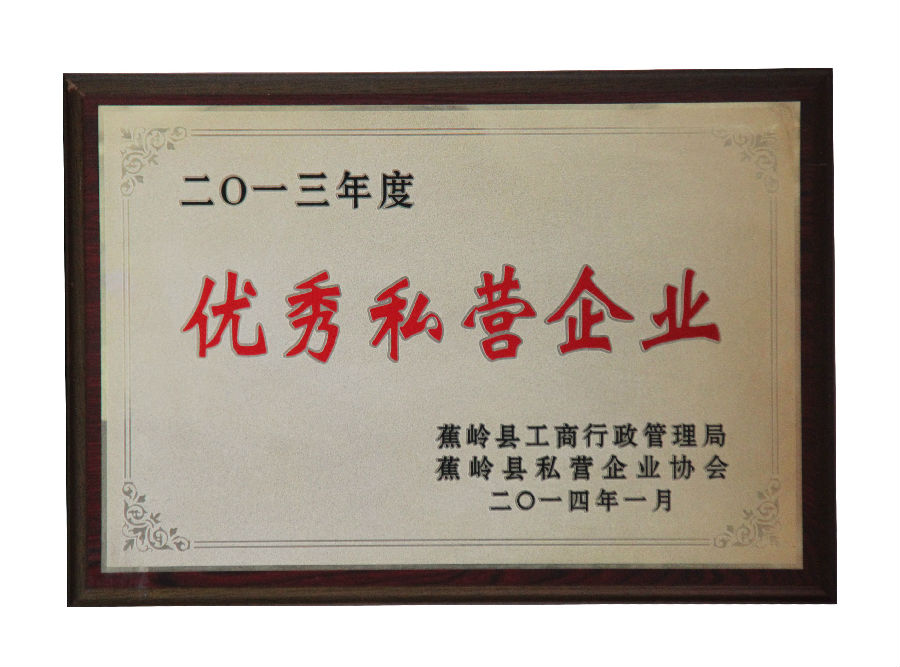 二〇一三年度
优秀私营企业
蕉岭县工商行政管理局
蕉岭县私营企业协会
二〇一四年一月